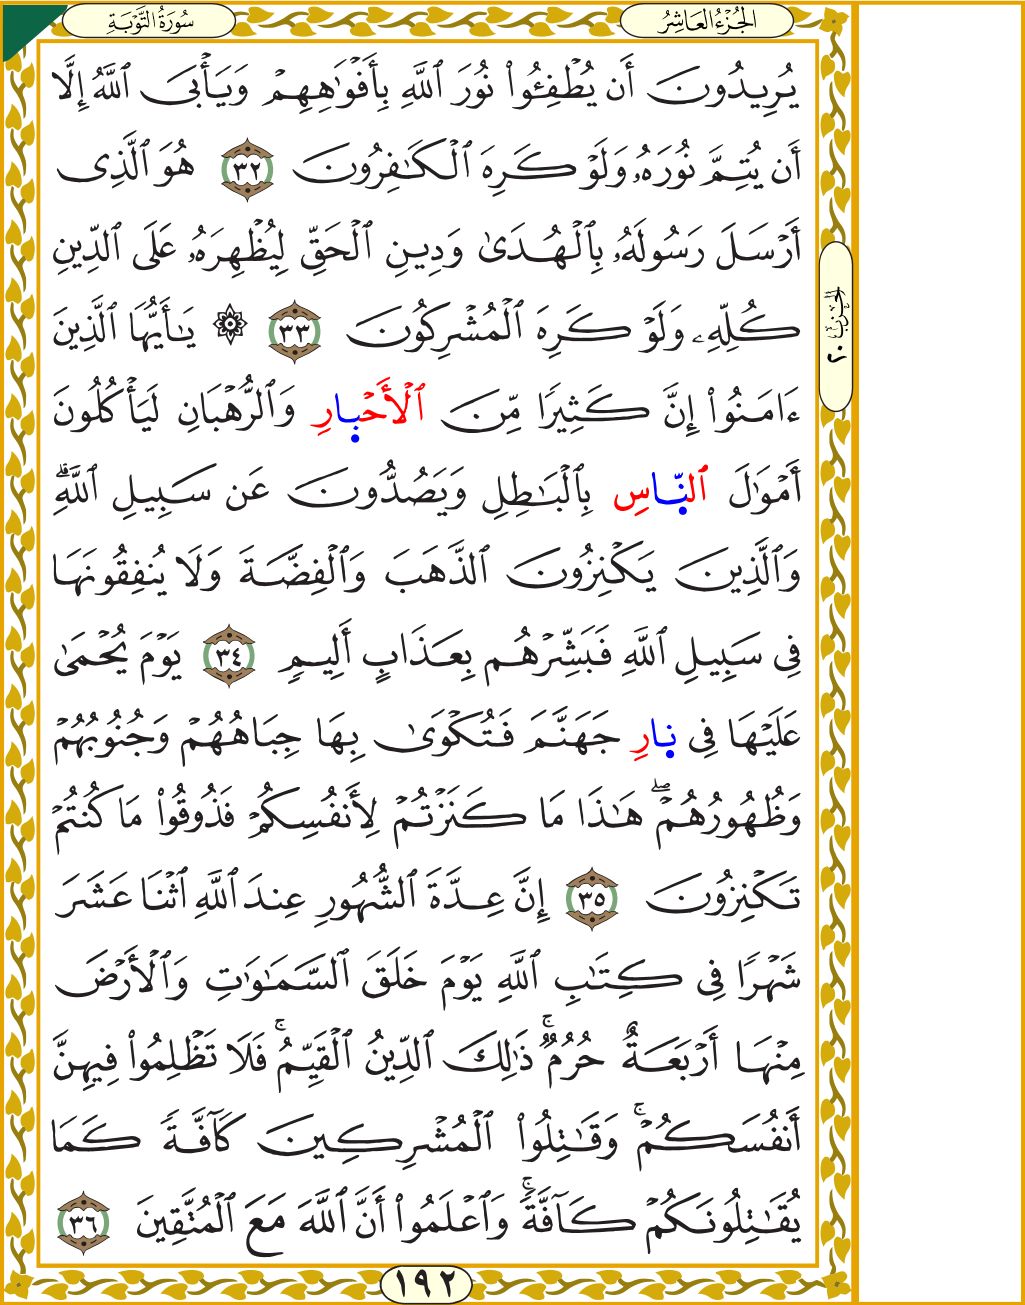 سُورَةُ التَّوْبَةِ
الجُزْءُ العَاشِرُ
يُرِيدُونَ أَن يُطْفِـُٔوا۟ نُورَ ٱللَّهِ بِأَفْوَٰهِهِمْ وَيَأْبَى ٱللَّهُ إِلَّآ
أَن يُتِمَّ نُورَهُۥ وَلَوْ كَرِهَ ٱلْكَـٰفِرُونَ ٣٢ هُوَ ٱلَّذِى
أَرْسَلَ رَسُولَهُۥ بِٱلْهُدَىٰ وَدِينِ ٱلْحَقِّ لِيُظْهِرَهُۥ عَلَى ٱلدِّينِ
كُلِّهِۦ وَلَوْ كَرِهَ ٱلْمُشْرِكُونَ ٣٣ ۞ يَـٰٓأَيُّهَا ٱلَّذِينَ
ءَامَنُوٓا۟ إِنَّ كَثِيرًا مِّنَ ٱلْأَحْبِارِ وَٱلرُّهْبَانِ لَيَأْكُلُونَ
أَمْوَٰلَ ٱلنِّاسِ بِٱلْبَـٰطِلِ وَيَصُدُّونَ عَن سَبِيلِ ٱللَّهِ ۗ
وَٱلَّذِينَ يَكْنِزُونَ ٱلذَّهَبَ وَٱلْفِضَّةَ وَلَا يُنفِقُونَهَا
فِى سَبِيلِ ٱللَّهِ فَبَشِّرْهُم بِعَذَابٍ أَلِيمٍ ٣٤ يَوْمَ يُحْمَىٰ
عَلَيْهَا فِى نِارِ جَهَنَّمَ فَتُكْوَىٰ بِهَا جِبَاهُهُمْ وَجُنُوبُهُمْ
وَظُهُورُهُمْ ۖ هَـٰذَا مَا كَنَزْتُمْ لِأَنفُسِكُمْ فَذُوقُوا۟ مَا كُنتُمْ
تَكْنِزُونَ ٣٥ إِنَّ عِدَّةَ ٱلشُّهُورِ عِندَ ٱللَّهِ ٱثْنَا عَشَرَ
شَهْرًا فِى كِتَـٰبِ ٱللَّهِ يَوْمَ خَلَقَ ٱلسَّمَـٰوَٰتِ وَٱلْأَرْضَ
مِنْهَآ أَرْبَعَةٌ حُرُمٌ ۚ ذَٰلِكَ ٱلدِّينُ ٱلْقَيِّمُ ۚ فَلَا تَظْلِمُوا۟ فِيهِنَّ
أَنفُسَكُمْ ۚ وَقَـٰتِلُوا۟ ٱلْمُشْرِكِينَ كَآفَّةً كَمَا
يُقَـٰتِلُونَكُمْ كَآفَّةً ۚ وَٱعْلَمُوٓا۟ أَنَّ ٱللَّهَ مَعَ ٱلْمُتَّقِينَ ٣٦
الحزب ٢٠
١٩٢